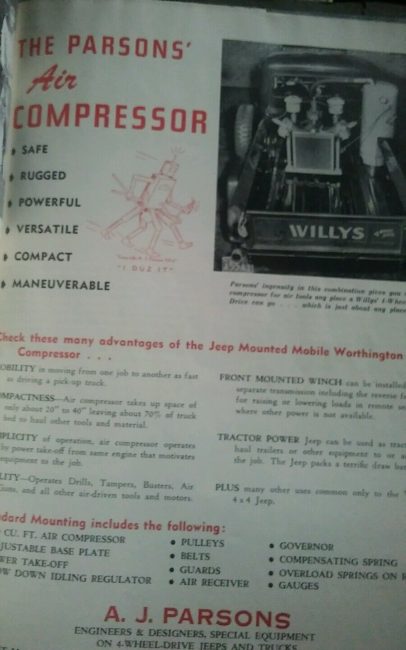 THE PARSONS'
Air
COMPRESSOR
SAFE
RUGGED
POWERFUL
VERSATILE
COMPACT
MANEUVERABLE
"I DUZ IT"
WILLYS
Parsons' ingenuity in this combination gives you
compressor for air tools any place a Willys' 4-Whe
Drive can go . . . which is just about any place
Check these many advantages of the Jeep Mounted Mobile Worthington
Compressor . . .
OBILITY is moving from one job to another as fast
as driving a pick-up truck.
OMPACTNESS—Air compressor takes up space of
only about 20" to 40" leaving about 70% of truck
bed to haul other tools and material.
PLICITY of operation, air compressor operates
by power take-off from same engine that motivates
equipment to the job.
LITY—Operates Drills, Tampers, Busters, Air
Guns, and all other air-driven tools and motors.
FRONT MOUNTED WINCH can be installed
separate transmission including the reverse
for raising or lowering loads in remote
where other power is not available.
TRACTOR POWER Jeep can be used as
haul trailers or other equipment to or
the job. The Jeep packs a terrific draw
PLUS many other uses common only to the
4 x 4 Jeep.
dard Mounting includes the following:
CU. FT. AIR COMPRESSOR
JUSTABLE BASE PLATE
WER TAKE-OFF
OW DOWN IDLING REGULATOR
• PULLEYS
• BELTS
• GUARDS
• AIR RECEIVER
• GOVERNOR
• COMPENSATING SPRING
• OVERLOAD SPRINGS ON
• GAUGES
A. J. PARSONS
ENGINEERS & DESIGNERS, SPECIAL EQUIPMENT
ON 4-WHEEL-DRIVE JEEPS AND TRUCKS